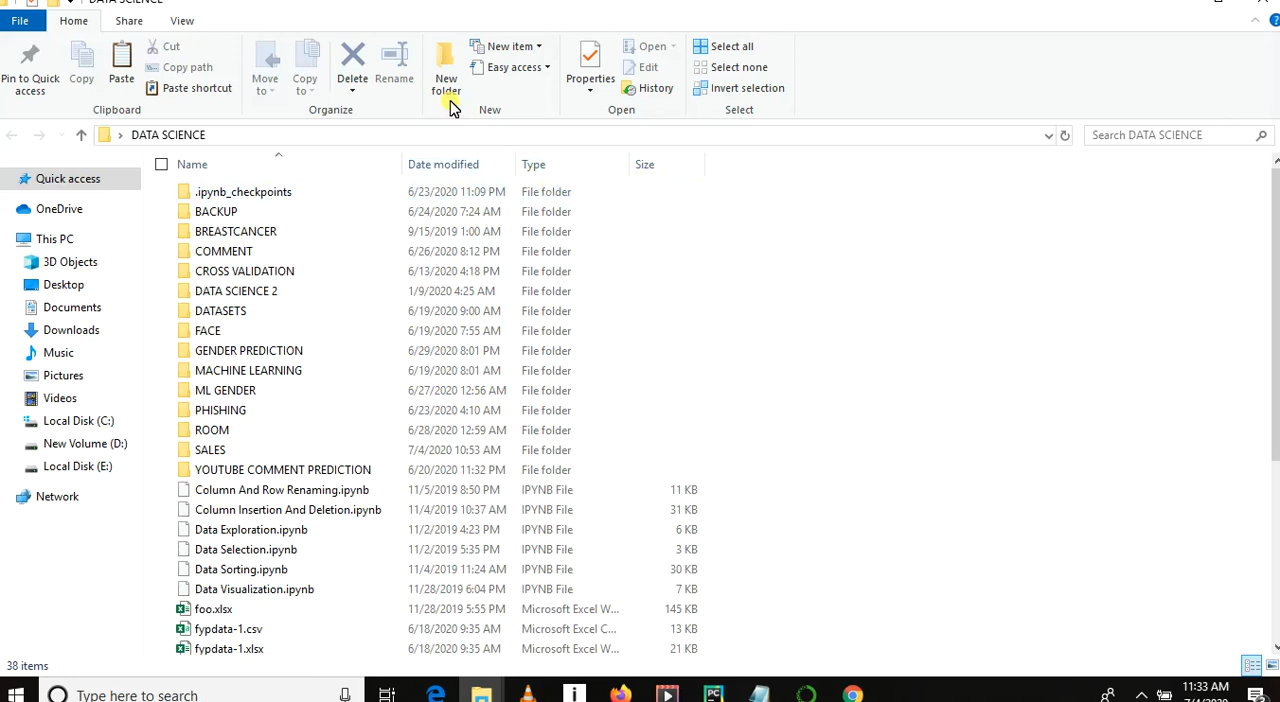 DATA SCIENCE
File Home Share View
Pin to Quick access
Copy
Paste
Cut
Copy path
Paste shortcut
Clipboard
Move to
Copy to
Delete
Rename
Organize
New folder
New item
Easy access
New
Properties
Open
Edit
History
Open
Select all
Select none
Invert selection
Select
DATA SCIENCE
Search DATA SCIENCE
Quick access
OneDrive
This PC
3D Objects
Desktop
Documents
Downloads
Music
Pictures
Videos
Local Disk (C:)
New Volume (D:)
Local Disk (E:)
Network
Name Date modified Type Size
.ipynb_checkpoints 6/23/2020 11:09 PM File folder
BACKUP 6/24/2020 7:24 AM File folder
BREASTCANCER 9/15/2019 1:00 AM File folder
COMMENT 6/26/2020 8:12 PM File folder
CROSS VALIDATION 6/13/2020 4:18 PM File folder
DATA SCIENCE 2 1/9/2020 4:25 AM File folder
DATASETS 6/19/2020 9:00 AM File folder
FACE 6/19/2020 7:55 AM File folder
GENDER PREDICTION 6/29/2020 8:01 PM File folder
MACHINE LEARNING 6/19/2020 8:01 AM File folder
ML GENDER 6/27/2020 12:56 AM File folder
PHISHING 6/23/2020 4:10 AM File folder
ROOM 6/28/2020 12:59 AM File folder
SALES 7/4/2020 10:53 AM File folder
YOUTUBE COMMENT PREDICTION 6/20/2020 11:32 PM File folder
Column And Row Renaming.ipynb 11/5/2019 8:50 PM IPYNB File 11 KB
Column Insertion And Deletion.ipynb 11/4/2019 10:37 AM IPYNB File 31 KB
Data Exploration.ipynb 11/2/2019 4:23 PM IPYNB File 6 KB
Data Selection.ipynb 11/2/2019 5:35 PM IPYNB File 3 KB
Data Sorting.ipynb 11/4/2019 11:24 AM IPYNB File 30 KB
Data Visualization.ipynb 11/28/2019 6:04 PM IPYNB File 7 KB
foo.xlsx 11/28/2019 5:55 PM Microsoft Excel W... 145 KB
fypdata-1.csv 6/18/2020 9:35 AM Microsoft Excel C... 13 KB
fypdata-1.xlsx 6/18/2020 9:35 AM Microsoft Excel W... 21 KB
38 items
Type here to search
11:33 AM
7/4/2020